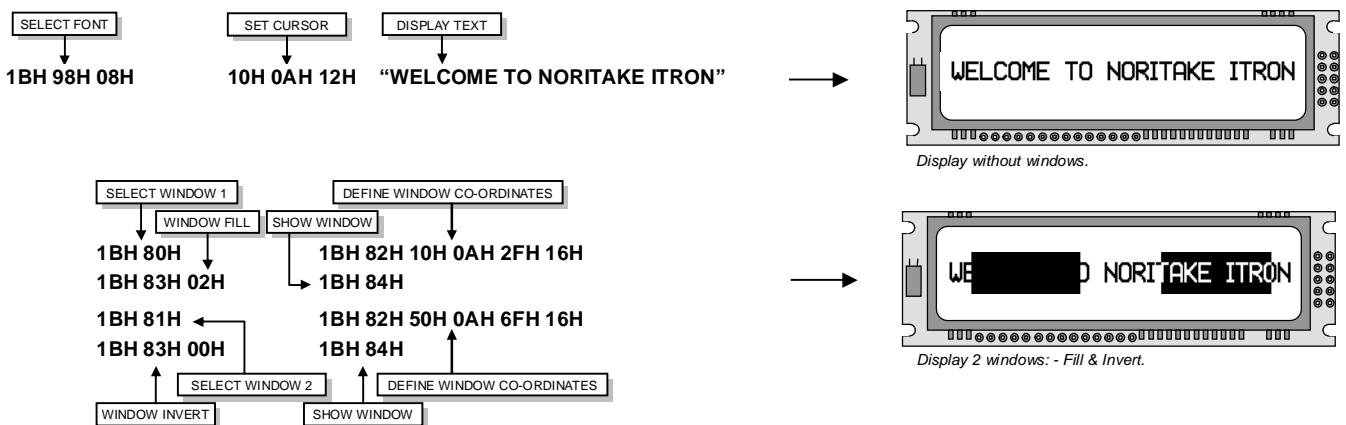 SELECT FONT SET CURSOR DISPLAY TEXT
1BH 98H 08H 10H 0AH 12H “WELCOME TO NORITAKE ITRON”
WELCOME TO NORITAKE ITRON
Display without windows.
SELECT WINDOW 1 DEFINE WINDOW CO-ORDINATES
WINDOW FILL SHOW WINDOW
1BH 80H 1BH 82H 10H 0AH 2FH 16H
1BH 83H 02H 1BH 84H
1BH 81H 1BH 82H 50H 0AH 6FH 16H
1BH 83H 00H 1BH 84H
SELECT WINDOW 2 DEFINE WINDOW CO-ORDINATES
WINDOW INVERT SHOW WINDOW
WE O NORITAKE ITRON
Display 2 windows: - Fill & Invert.